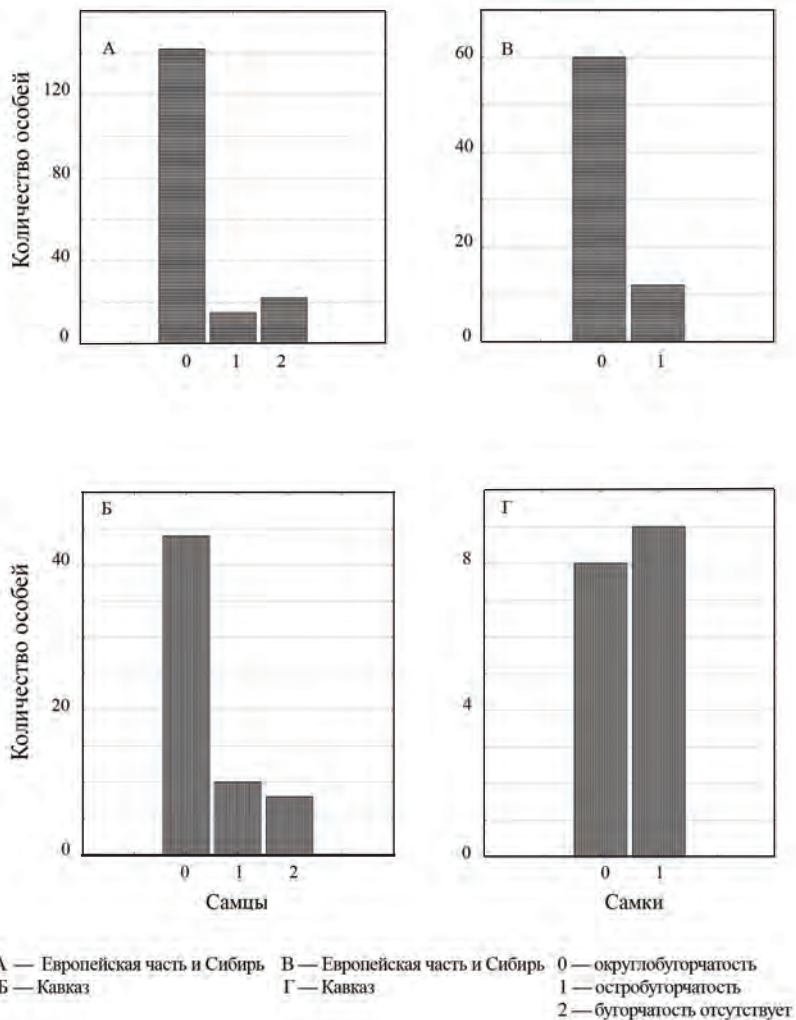 А
Количество особей
120
80
40
0
0 1 2
В
60
40
20
0
0 1
Б
Количество особей
40
20
0
0 1 2
Самцы
Г
8
4
0
0 1
Самки
А — Европейская часть и Сибирь В — Европейская часть и Сибирь 0 — округлобугорчатость
Б — Кавказ Г — Кавказ 1 — остробугорчатость
2 — бугорчатость отсутствует